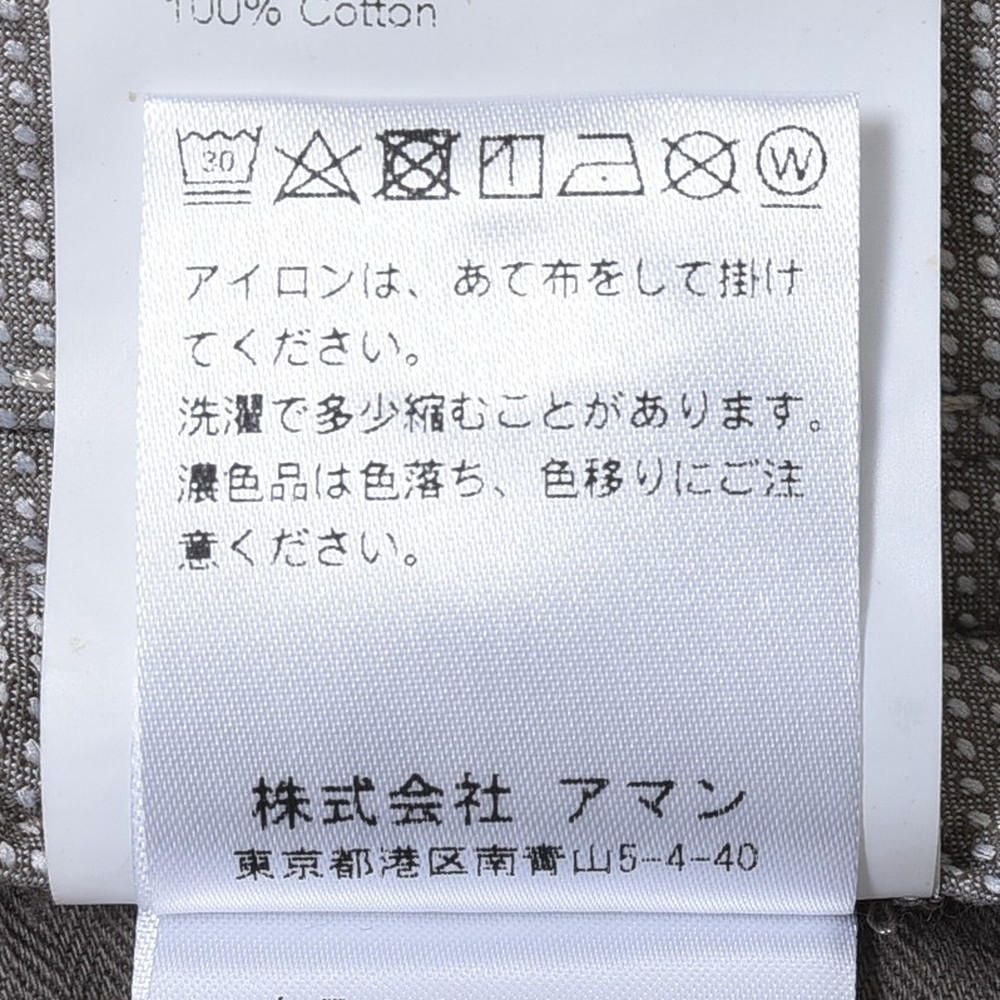 100% Cotton
30
W
アイロンは、あて布をして掛け
てください。
洗濯で多少縮むことがあります。
濃色品は色落ち、色移りにご注
意ください。
株式会社 アマン
東京都港区南青山5-4-40